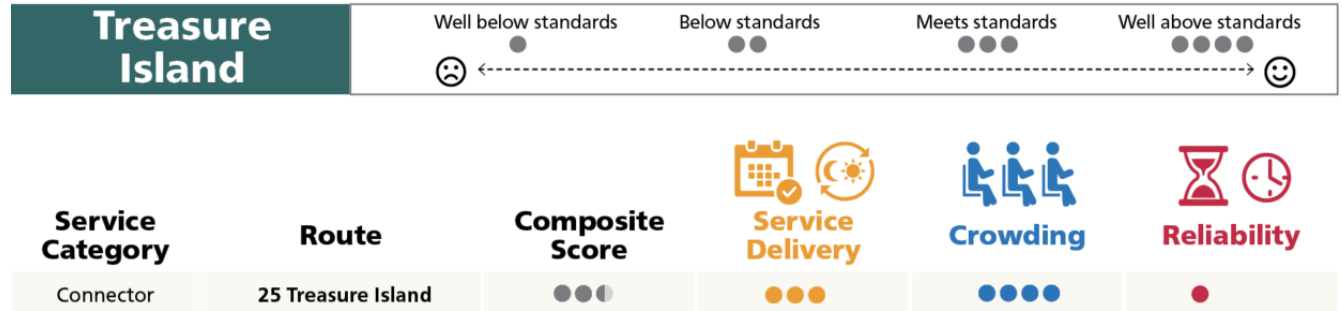 Treasure
Island
Well below standards
Below standards
Meets standards
Well above standards
Service
Category
Route
Composite
Score
Service
Delivery
Crowding
Reliability
Connector
25 Treasure Island